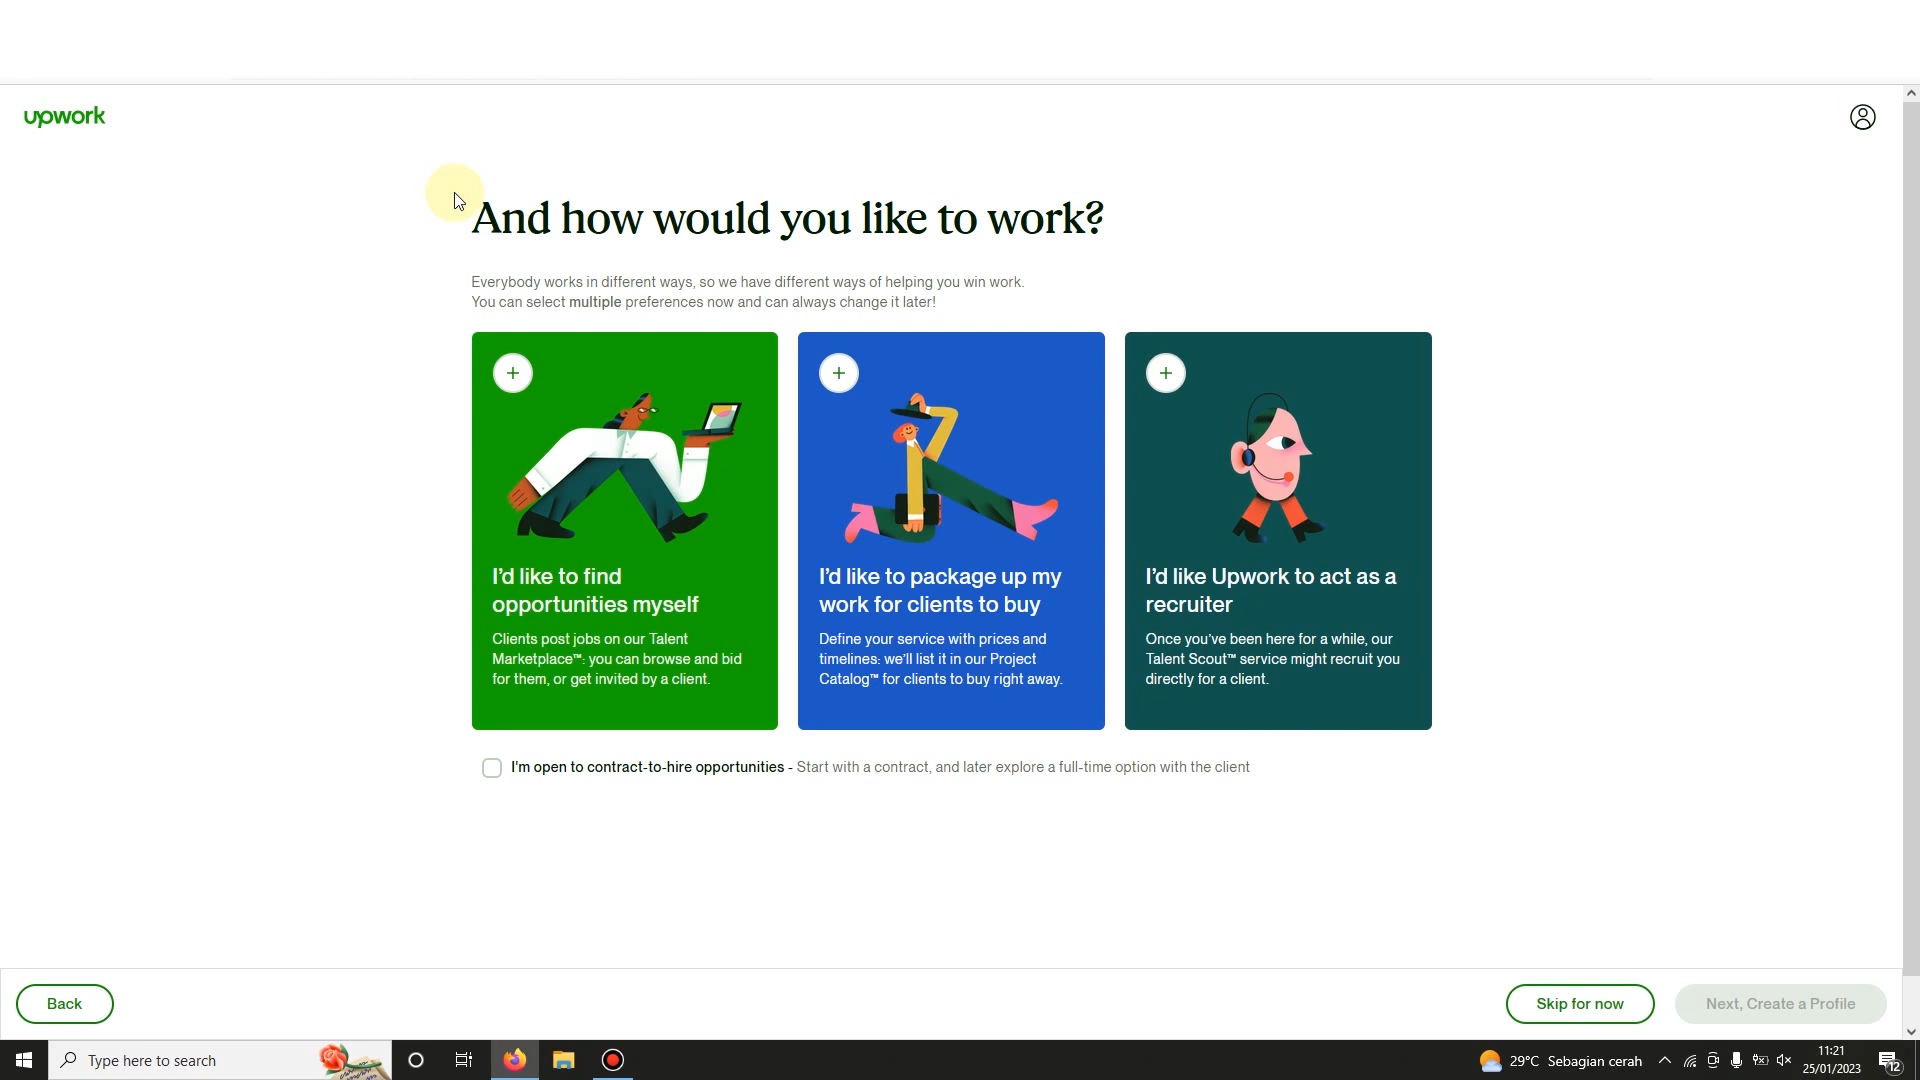 upwork
And how would you like to work?
Everybody works in different ways, so we have different ways of helping you win work.
You can select multiple preferences now and can always change it later!
I'd like to find
opportunities myself
Clients post jobs on our Talent
Marketplace™: you can browse and bid
for them, or get invited by a client.
I'd like to package up my
work for clients to buy
Define your service with prices and
timelines: we'll list it in our Project
Catalog™ for clients to buy right away.
I'd like Upwork to act as a
recruiter
Once you've been here for a while, our
Talent Scout™ service might recruit you
directly for a client.
I'm open to contract-to-hire opportunities - Start with a contract, and later explore a full-time option with the client
Back
Skip for now
Next, Create a Profile
Type here to search
29°C Sebagian cerah
11:21
25/01/2023
12